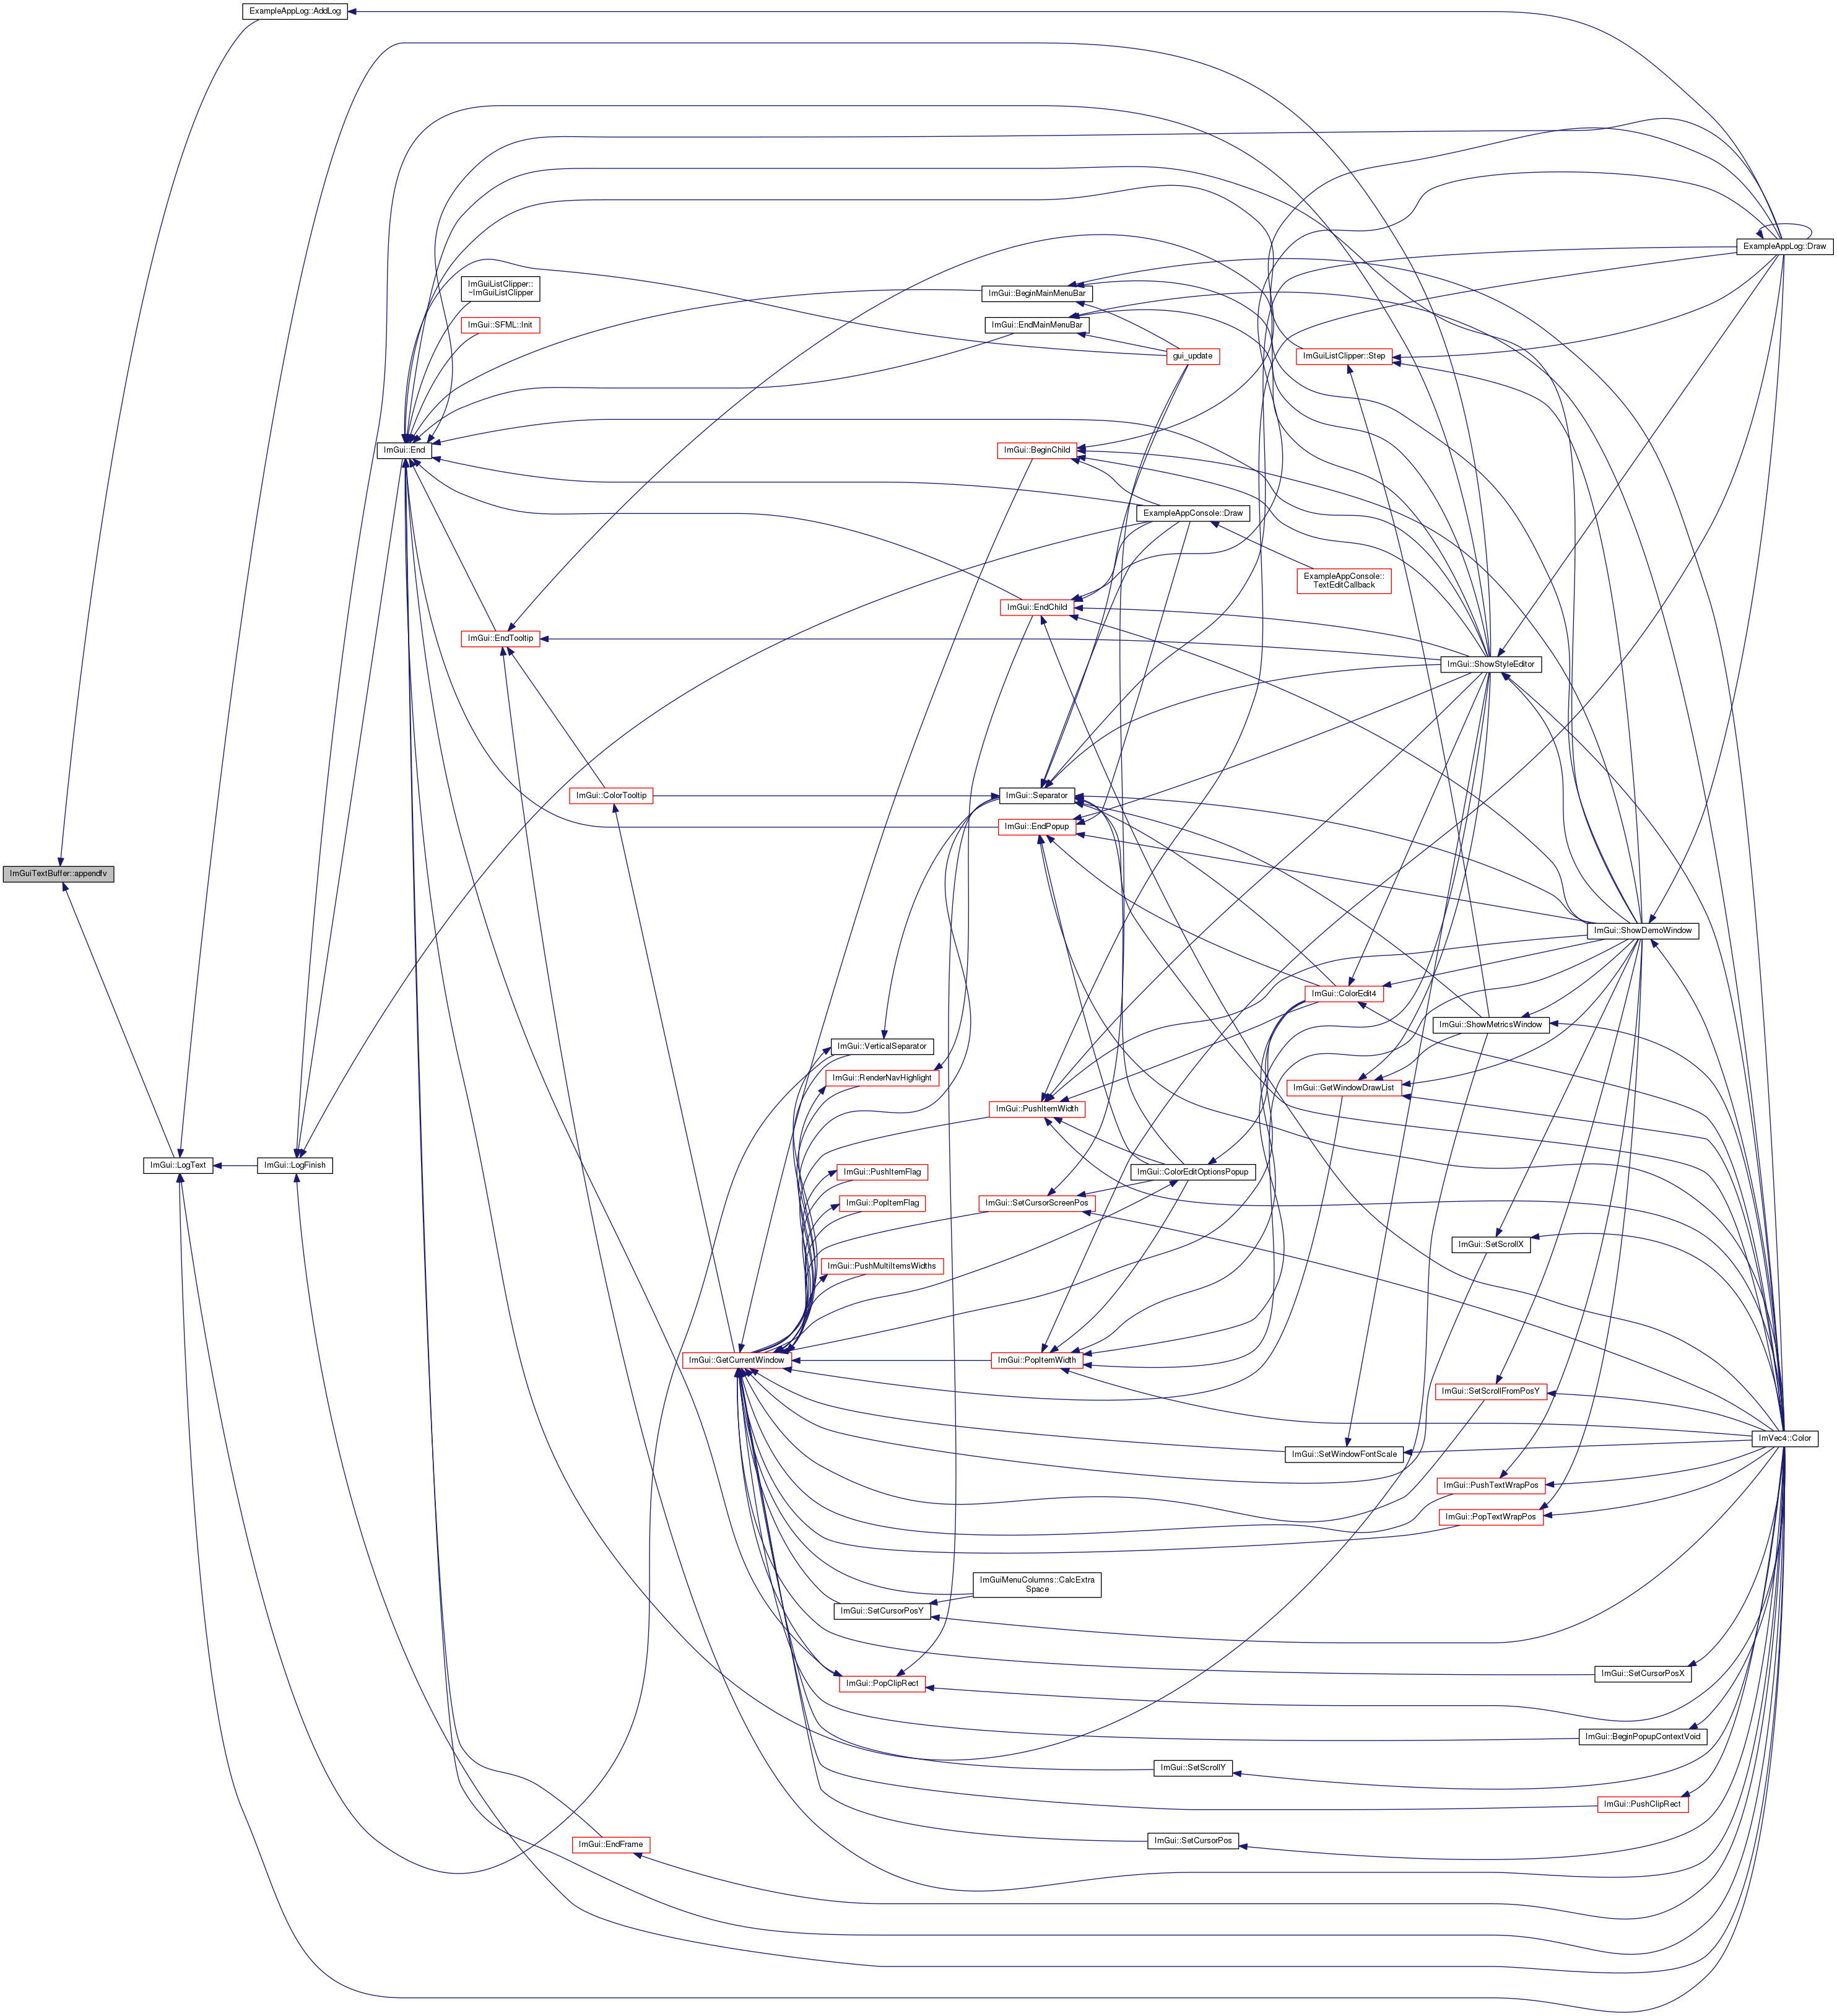 ExampleAppLog::AddLog
ExampleAppLog::Draw
ImGuiListClipper::
~ImGuiListClipper
ImGui::BeginMainMenuBar
ImGui::SFML::Init
ImGui::EndMainMenuBar
gui_update
ImGuiListClipper::Step
ImGui::End
ImGui::BeginChild
ExampleAppConsole::Draw
ExampleAppConsole::
TextEditCallback
ImGui::EndChild
ImGui::EndTooltip
ImGui::ShowStyleEditor
ImGui::ColorTooltip
ImGui::Separator
ImGui::EndPopup
ImGuiTextBuffer::appendfv
ImGui::ShowDemoWindow
ImGui::ColorEdit4
ImGui::ShowMetricsWindow
ImGui::VerticalSeparator
ImGui::RenderNavHighlight
ImGui::GetWindowDrawList
ImGui::PushItemWidth
ImGui::LogText
ImGui::LogFinish
ImGui::PushItemFlag
ImGui::ColorEditOptionsPopup
ImGui::PopItemFlag
ImGui::SetCursorScreenPos
ImGui::SetScrollX
ImGui::PushMultiItemsWidths
ImGui::GetCurrentWindow
ImGui::PopItemWidth
ImGui::SetScrollFromPosY
ImVec4::Color
ImGui::SetWindowFontScale
ImGui::PushTextWrapPos
ImGui::PopTextWrapPos
ImGuiMenuColumns::CalcExtra
Space
ImGui::SetCursorPosY
ImGui::SetCursorPosX
ImGui::PopClipRect
ImGui::BeginPopupContextVoid
ImGui::SetScrollY
ImGui::PushClipRect
ImGui::EndFrame
ImGui::SetCursorPos